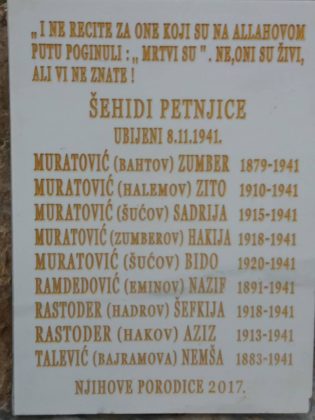 „I NE RECITE ZA ONE KOJI SU NA ALLAHOVOM
PUTU POGINULI : „ MRTVI SU ". NE,ONI SU ŽIVI,
ALI VI NE ZNATE !
ŠEHIDI PETNJICE
UBIJENI 8.11.1941.
MURATOVIĆ (BAHTOV) ZUMBER 1879-1941
MURATOVIĆ (HALEMOV) ZITO 1910-1941
MURATOVIĆ (ŠUĆOV) SADRIJA 1915-1941
MURATOVIĆ (ZUMBEROV) HAKIJA 1918-1941
MURATOVIĆ (ŠUĆOV) BIDO 1920-1941
RAMDEDOVIĆ (EMINOV) NAZIF 1891-1941
RASTODER (HADROV) ŠEFKIJA 1918-1941
RASTODER (HAKOV) AZIZ 1913-1941
TALEVIĆ (BAJRAMOVA) NEMŠA 1883-1941
NJIHOVE PORODICE 2017.